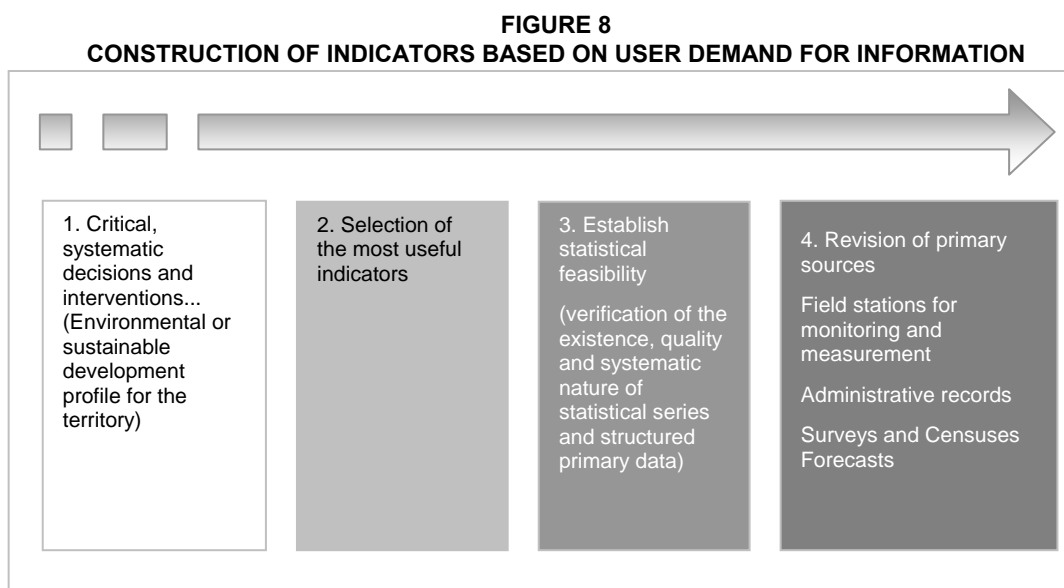 FIGURE 8
CONSTRUCTION OF INDICATORS BASED ON USER DEMAND FOR INFORMATION
1. Critical,
systematic
decisions and
interventions...
(Environmental or
sustainable
development
profile for the
territory)
2. Selection of
the most useful
indicators
3. Establish
statistical
feasibility
(verification of the
existence, quality
and systematic
nature of
statistical series
and structured
primary data)
4. Revision of primary
sources
Field stations for
monitoring and
measurement
Administrative records
Surveys and Censuses
Forecasts